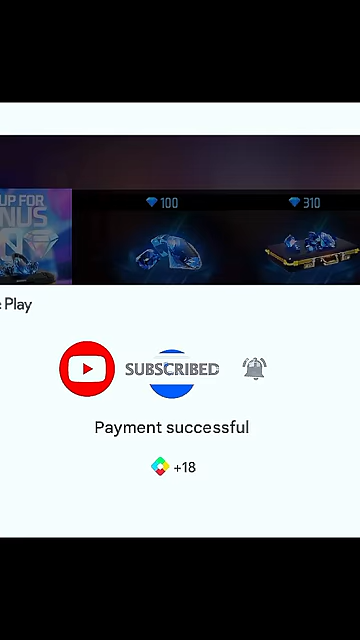 UP FOR
NUS
100
310
Play
SUBSCRIBED
Payment successful
+18